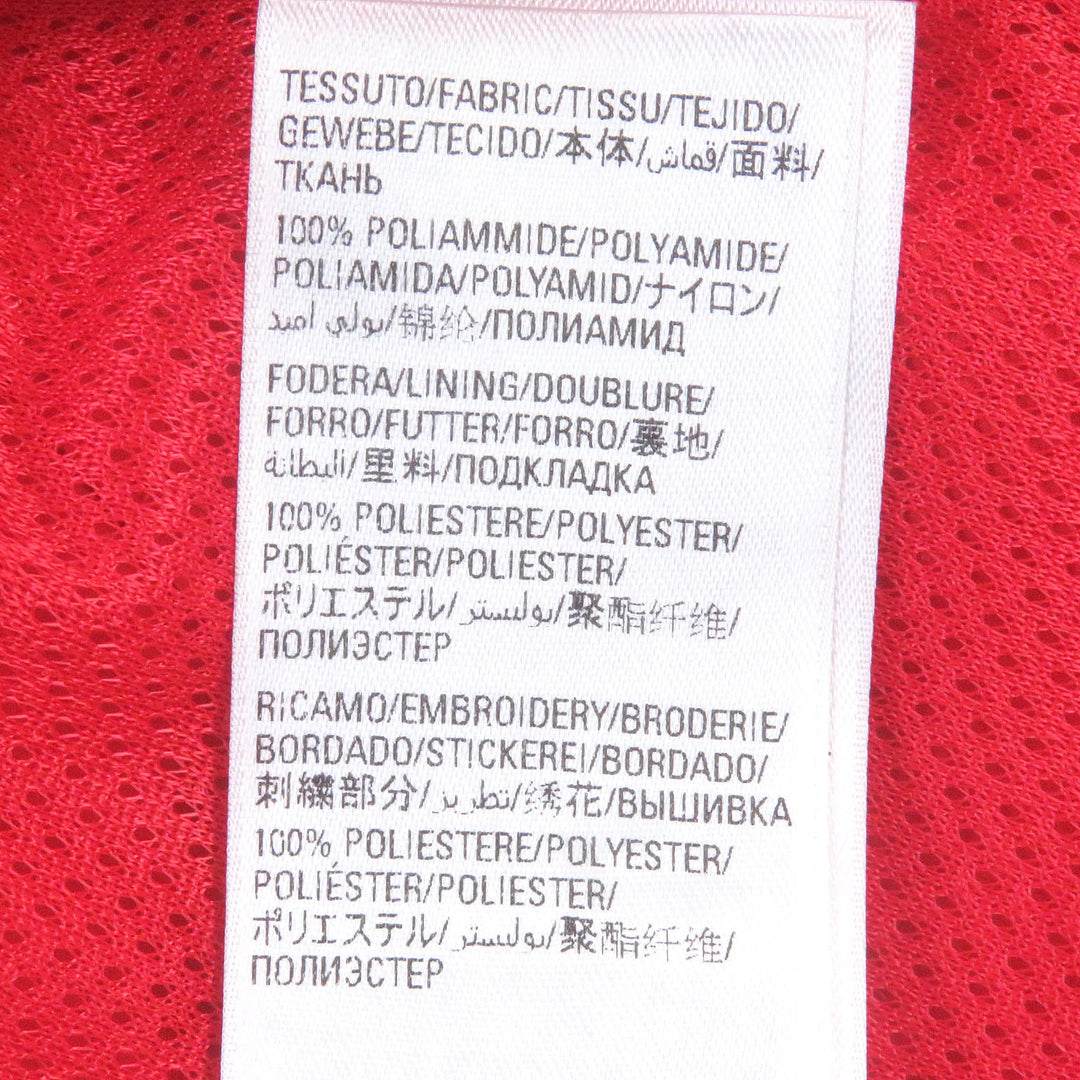 TESSUTO/FABRIC/TISSU/TEJIDO/
GEWEBE/TECIDO/本体/قماش/面料/
ТКАНЬ
100% POLIAMMIDE/POLYAMIDE/
POLIAMIDA/POLYAMID/ナイロン/
بولي اميد/锦纶/ПОЛИАМИД
FODERA/LINING/DOUBLURE/
FORRO/FUTTER/FORRO/裏地/
البطانة/里料/ПОДКЛАДКА
100% POLIESTERE/POLYESTER/
POLIÉSTER/POLIESTER/
ポリエステル/بوليستر/聚酯纤维/
ПОЛИЭСТЕР
RICAMO/EMBROIDERY/BRODERIE/
BORDADO/STICKEREI/BORDADO/
刺繍部分/تطريز/绣花/ВЫШИВКА
100% POLIESTERE/POLYESTER/
POLIÉSTER/POLIESTER/
ポリエステル/بوليستر/聚酯纤维/
ПОЛИЭСТЕР